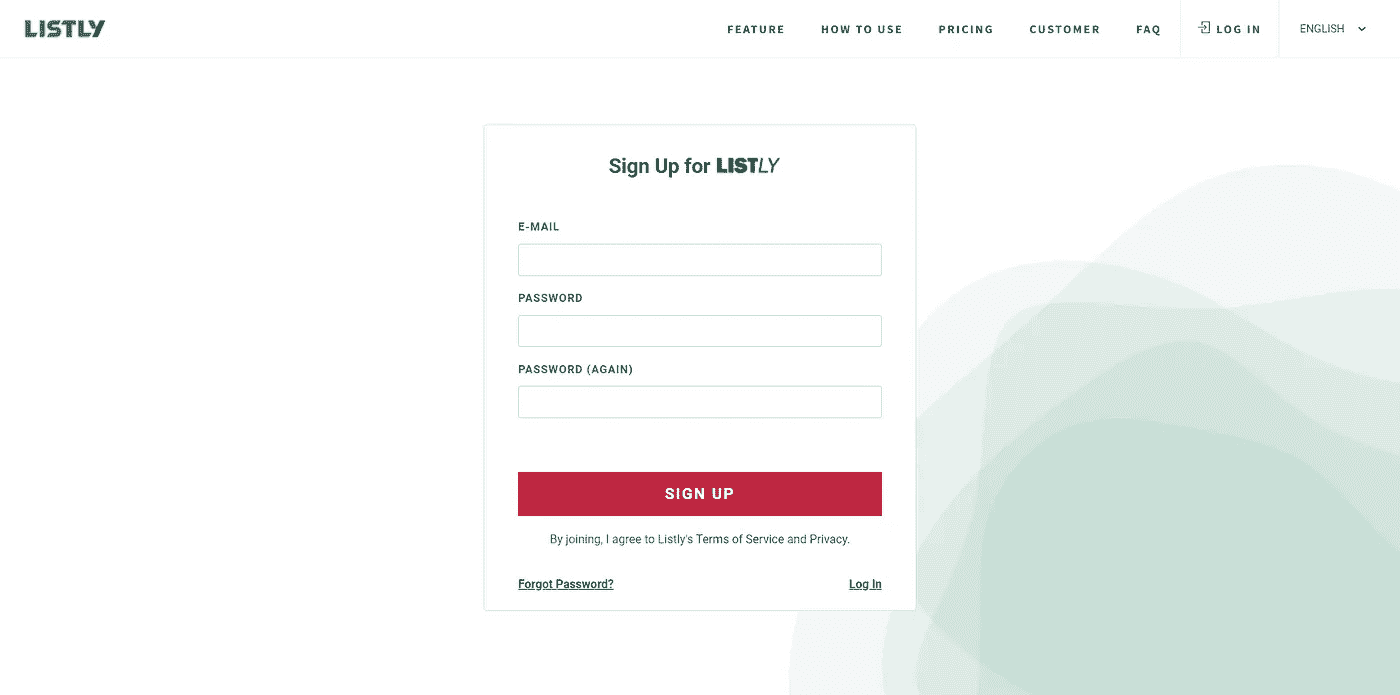 LISTLY FEATURE HOW TO USE PRICING CUSTOMER FAQ LOG IN ENGLISH
Sign Up for LISTLY
E-MAIL
PASSWORD
PASSWORD (AGAIN)
SIGN UP
By joining, I agree to Listly's Terms of Service and Privacy.
Forgot Password? Log In